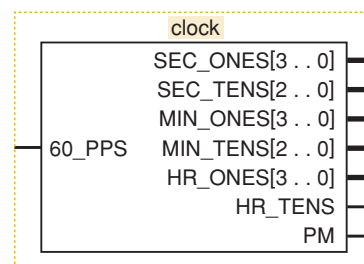 clock
SEC_ONES[3 . . 0]
SEC_TENS[2 . . 0]
MIN_ONES[3 . . 0]
60_PPS MIN_TENS[2 . . 0]
HR_ONES[3 . . 0]
HR_TENS
PM